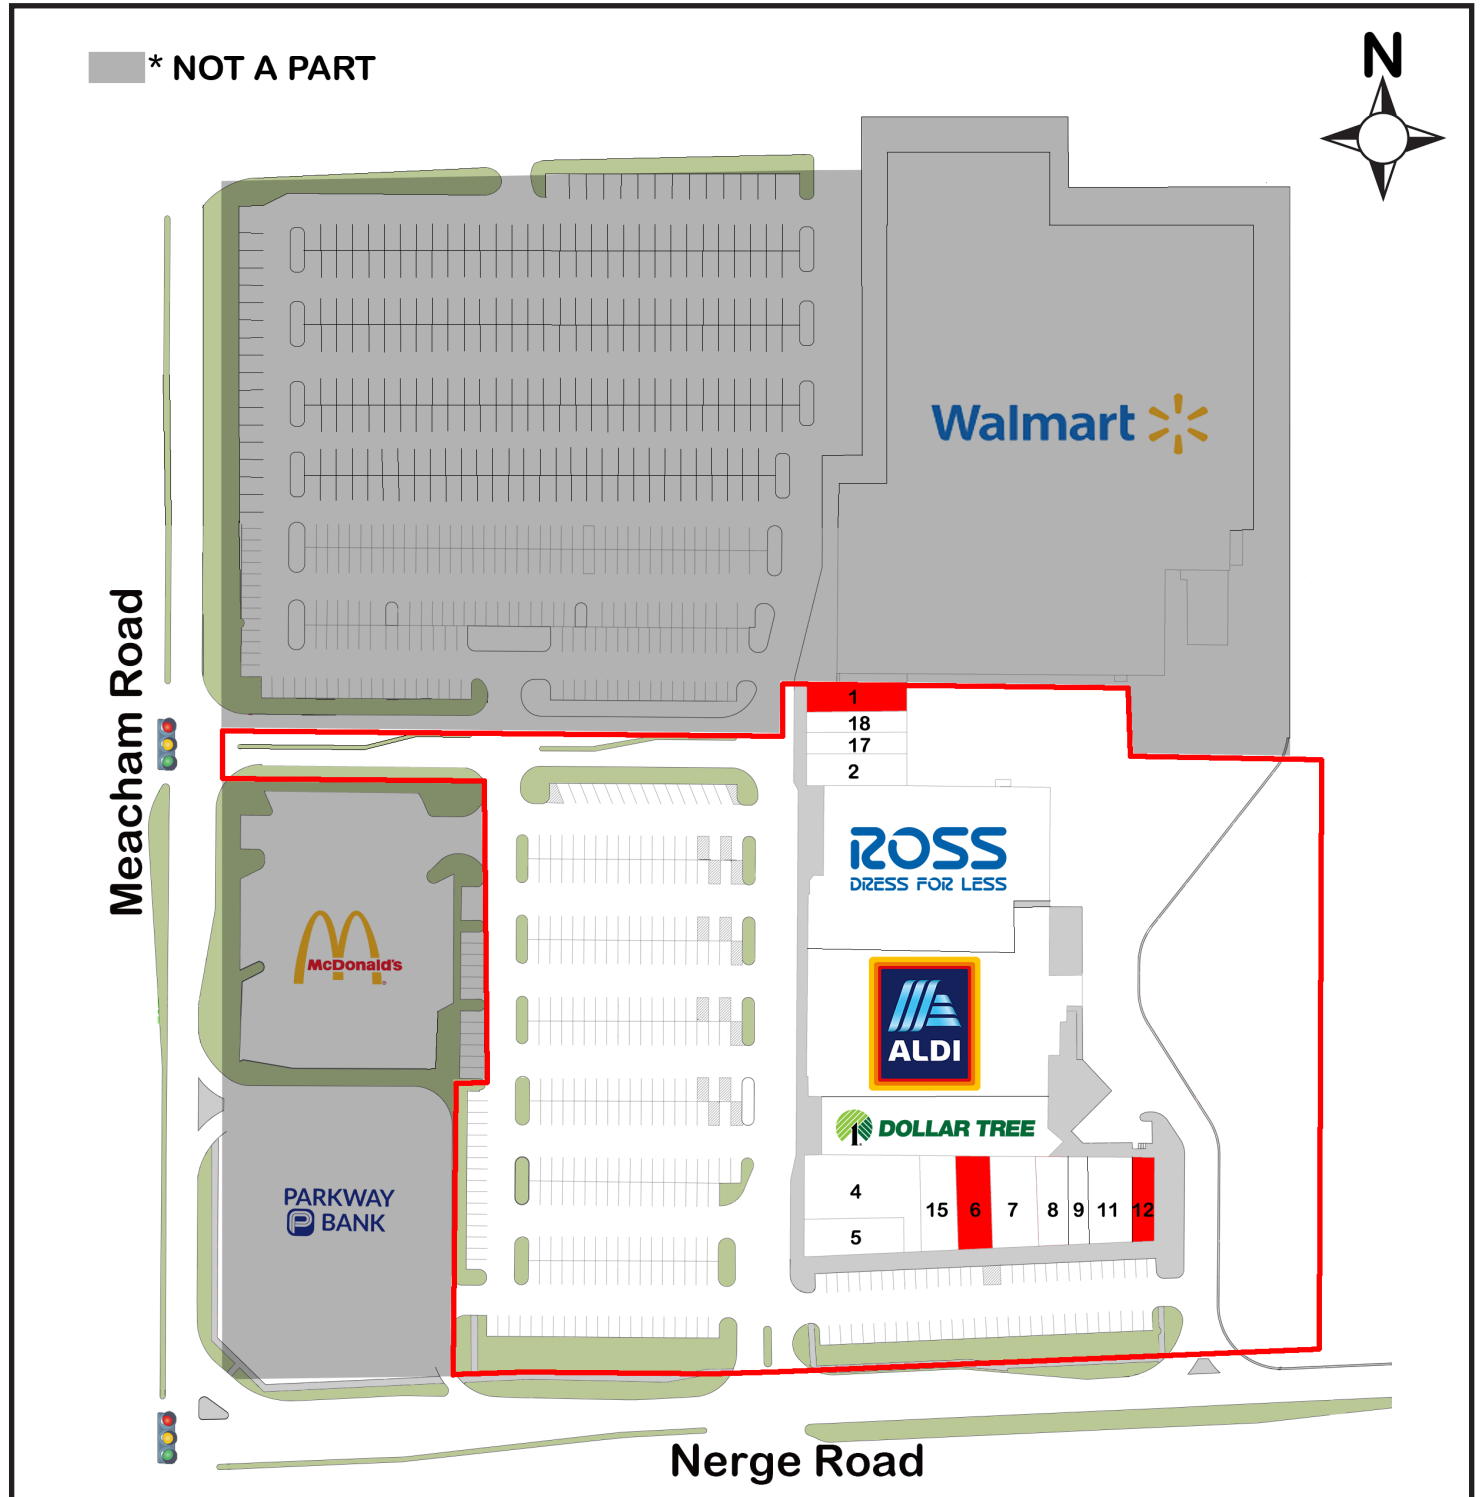 * NOT A PART
N
Walmart
Meacham Road
1
18
17
2
ROSS
DRESS FOR LESS
McDonald's
ALDI
DOLLAR TREE
PARKWAY
BANK
4
15
6
7
8
9
11
12
5
Nerge Road